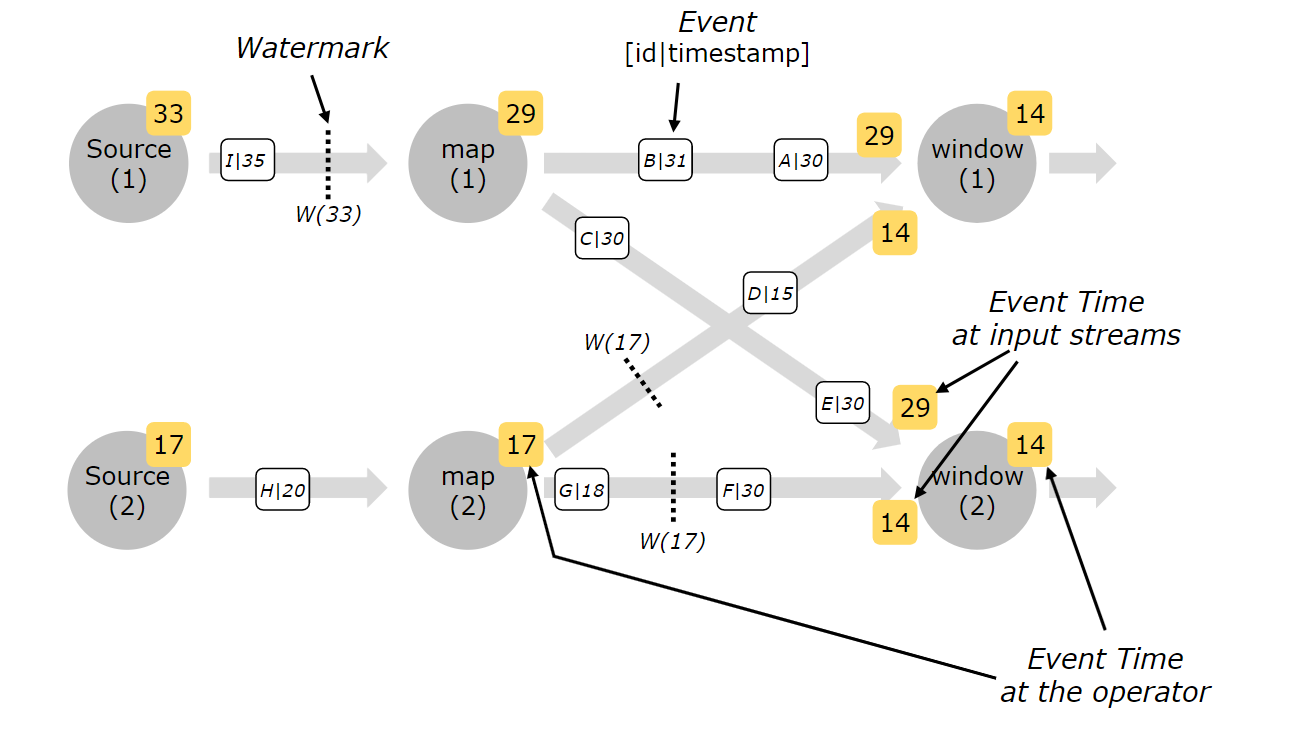 Event
[id|timestamp]
Watermark
33
Source
(1)
I|35
W(33)
29
map
(1)
B|31
A|30
29
14
window
(1)
C|30
14
D|15
Event Time
at input streams
W(17)
E|30
29
17
Source
(2)
H|20
17
map
(2)
G|18
F|30
W(17)
14
14
window
(2)
Event Time
at the operator